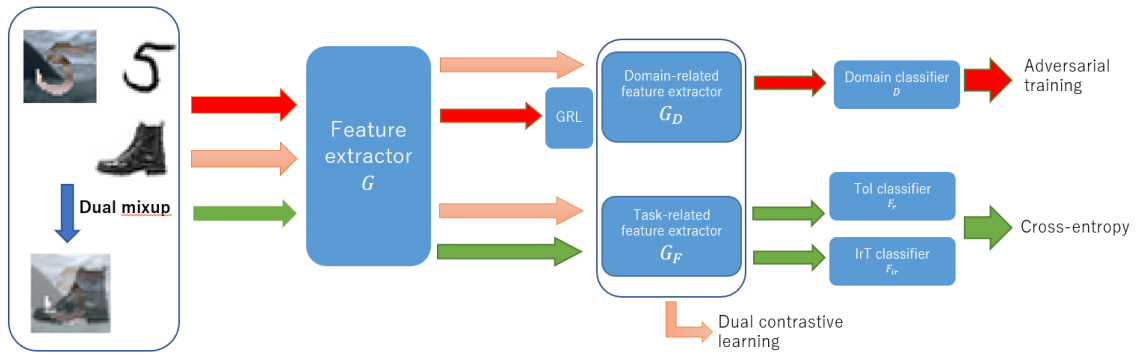 5
Dual mixup
Feature
extractor
G
GRL
Domain-related
feature extractor
G_D
Task-related
feature extractor
G_F
Domain classifier
D
ToI classifier
F_r
IrT classifier
F_ir
Adversarial
training
Cross-entropy
Dual contrastive
learning